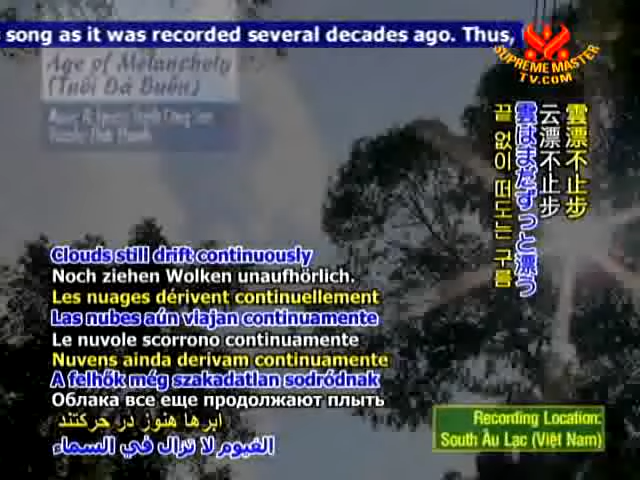 song as it was recorded several decades ago. Thus,
SUPREME MASTER
TV.COM
Age of Melancholy
(Tuổi Đá Buồn)
雲漂不止步
云漂不止步
雲はまだずっと漂う
끝 없이 떠도는 구름
Clouds still drift continuously
Noch ziehen Wolken unaufhörlich.
Les nuages dérivent continuellement
Las nubes aún viajan continuamente
Le nuvole scorrono continuamente
Nuvens ainda derivam continuamente
A felhők még szakadatlan sodródnak
Облака все еще продолжают плыть
ابرها هنوز در حرکتند
الغيوم لا تزال في السماء
Recording Location:
South Âu Lạc (Việt Nam)